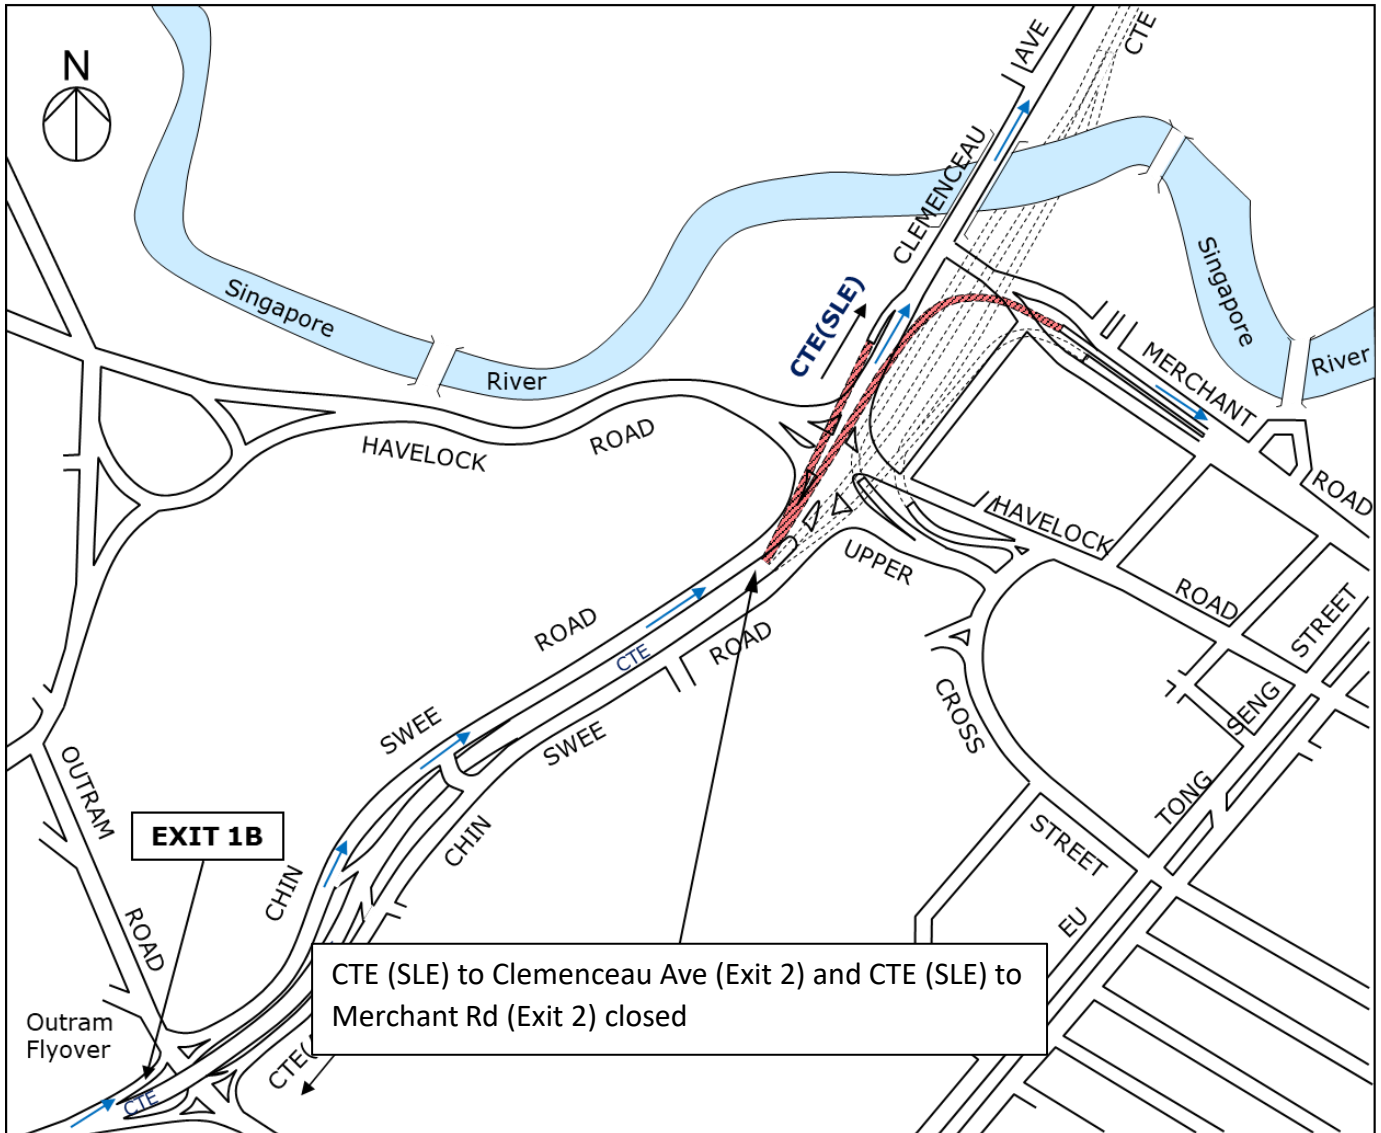 N
AVE
CTE
CLEMENCEAU
CTE(SLE)
Singapore
River
Singapore
River
MERCHANT
ROAD
HAVELOCK
ROAD
HAVELOCK
ROAD
UPPER
CROSS
STREET
ROAD
CTE
ROAD
SWEE
SWEE
CHIN
CHIN
STREET
SENG
TONG
EU
OUTRAM
ROAD
EXIT 1B
Outram
Flyover
CTE
CTE(
CTE (SLE) to Clemenceau Ave (Exit 2) and CTE (SLE) to
Merchant Rd (Exit 2) closed